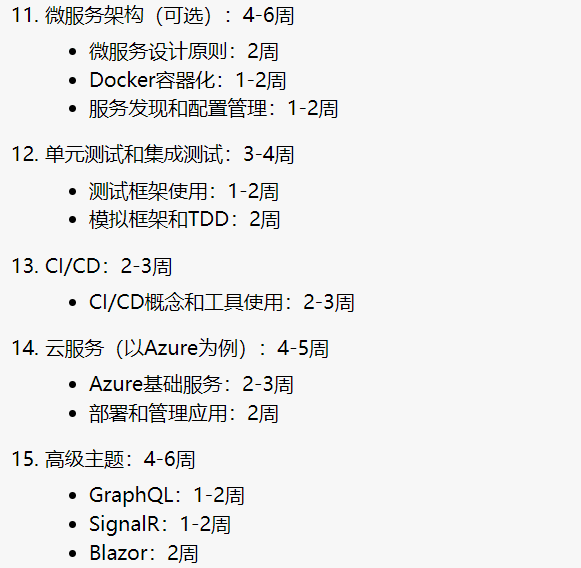 11. 微服务架构（可选）：4-6周
• 微服务设计原则：2周
• Docker容器化：1-2周
• 服务发现和配置管理：1-2周
12. 单元测试和集成测试：3-4周
• 测试框架使用：1-2周
• 模拟框架和TDD：2周
13. CI/CD：2-3周
• CI/CD概念和工具使用：2-3周
14. 云服务（以Azure为例）：4-5周
• Azure基础服务：2-3周
• 部署和管理应用：2周
15. 高级主题：4-6周
• GraphQL：1-2周
• SignalR：1-2周
• Blazor：2周